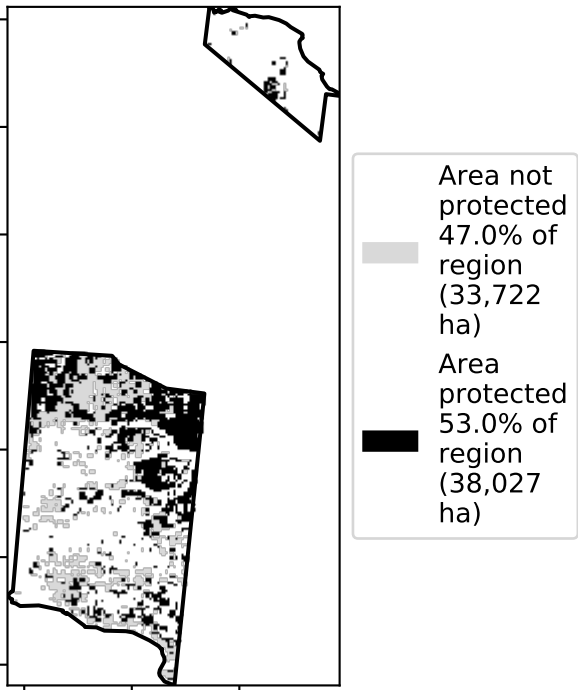 Area not
protected
47.0% of
region
(33,722
ha)
Area
protected
53.0% of
region
(38,027
ha)